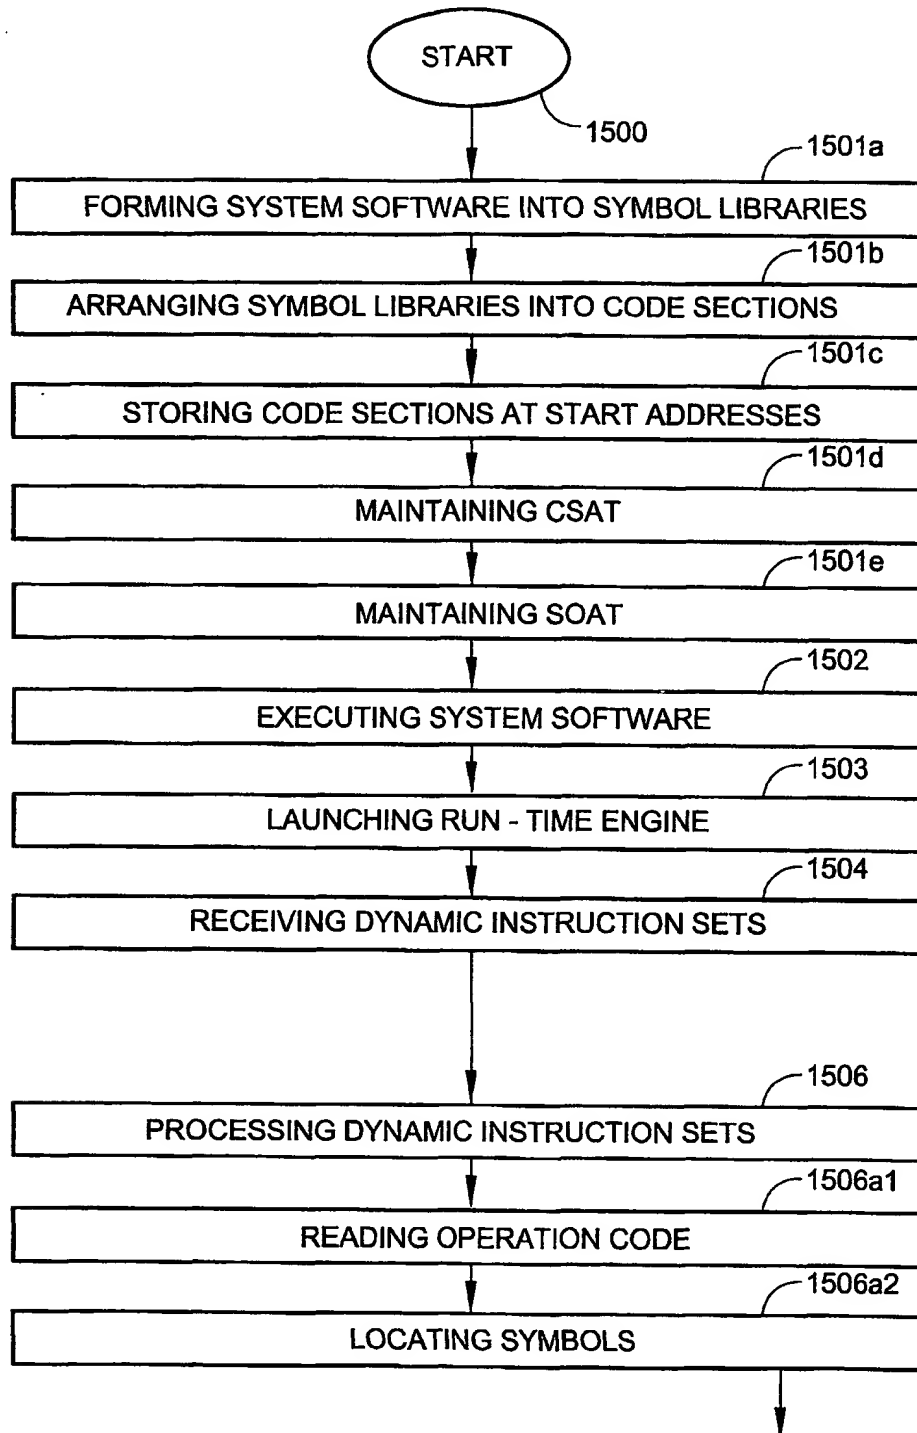 START
1500
1501a
FORMING SYSTEM SOFTWARE INTO SYMBOL LIBRARIES
1501b
ARRANGING SYMBOL LIBRARIES INTO CODE SECTIONS
1501c
STORING CODE SECTIONS AT START ADDRESSES
1501d
MAINTAINING CSAT
1501e
MAINTAINING SOAT
1502
EXECUTING SYSTEM SOFTWARE
1503
LAUNCHING RUN - TIME ENGINE
1504
RECEIVING DYNAMIC INSTRUCTION SETS
1506
PROCESSING DYNAMIC INSTRUCTION SETS
1506a1
READING OPERATION CODE
1506a2
LOCATING SYMBOLS